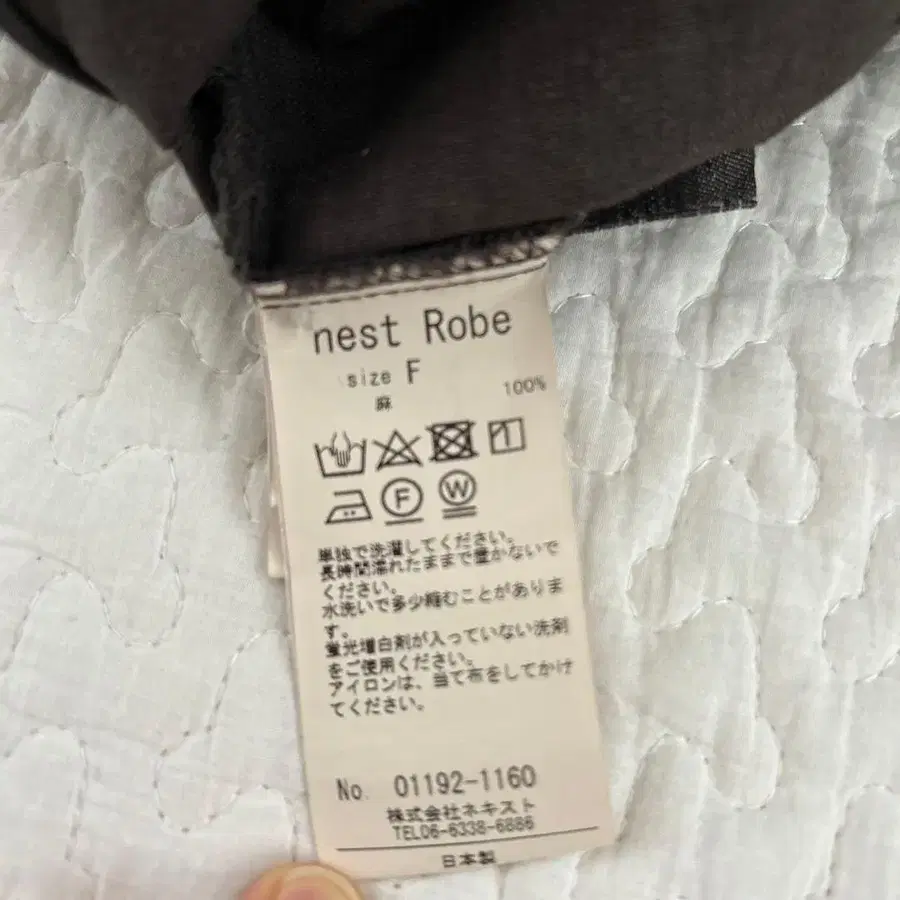 nest Robe
size F
麻 100%
F W
単独で洗濯してください。
長時間濡れたままで置かないで
ください。
水洗いで多少縮むことがありま
す。
蛍光増白剤が入っていない洗剤
をご使用ください。
アイロンは、当て布をしてかけ
てください。
No. 01192-1160
株式会社ネキスト
TEL06-6338-6886
日本製